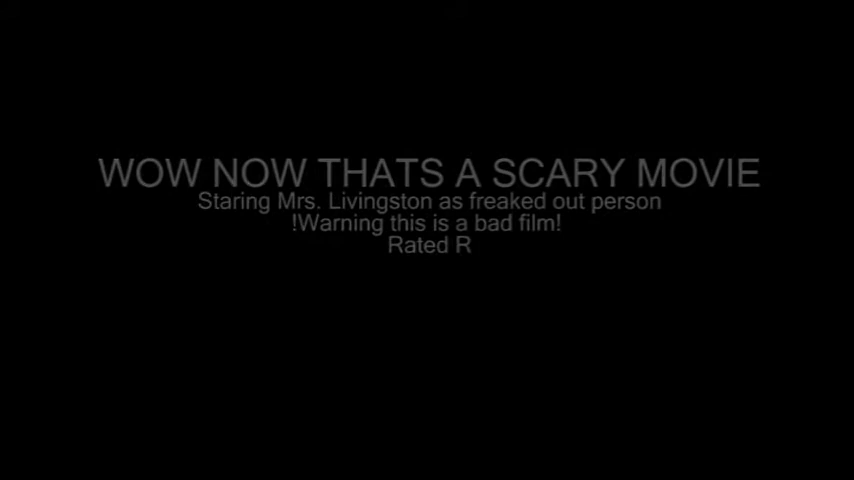 WOW NOW THATS A SCARY MOVIE
Staring Mrs. Livingston as freaked out person
!Warning this is a bad film!
Rated R